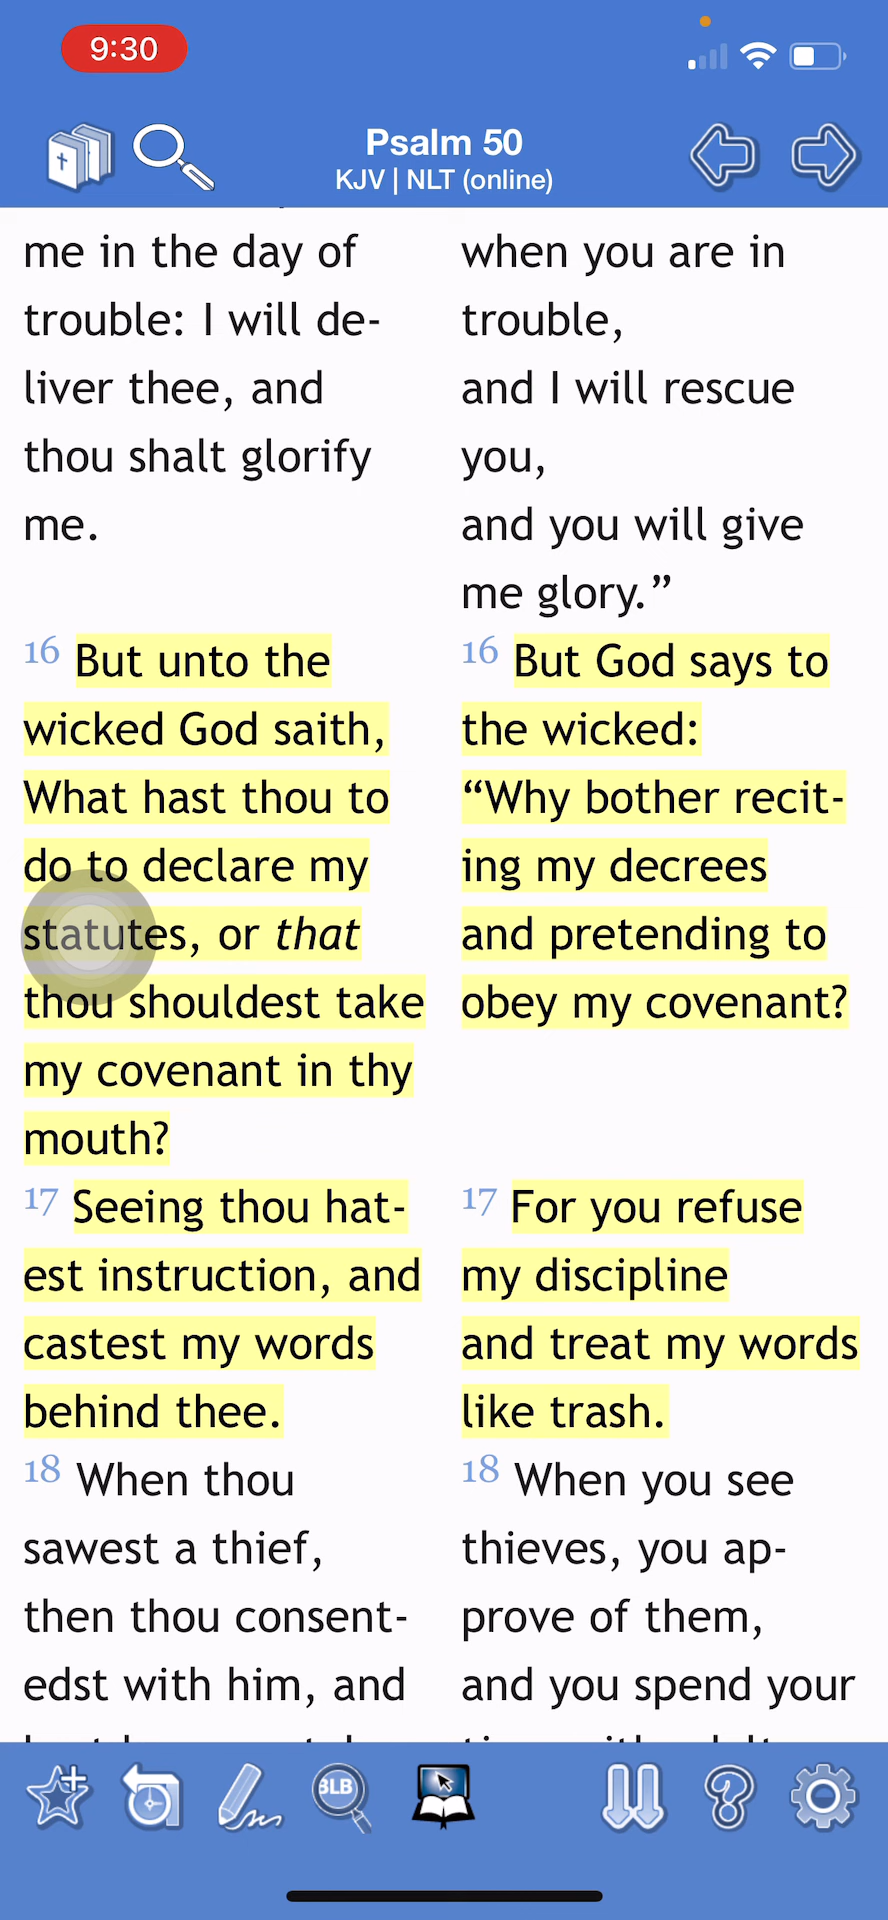 9:30
Psalm 50
KJV | NLT (online)
me in the day of
trouble: I will de-
liver thee, and
thou shalt glorify
me.
16 But unto the
wicked God saith,
What hast thou to
do to declare my
statutes, or that
thou shouldest take
my covenant in thy
mouth?
17 Seeing thou hat-
est instruction, and
castest my words
behind thee.
18 When thou
sawest a thief,
then thou consent-
edst with him, and
when you are in
trouble,
and I will rescue
you,
and you will give
me glory.”
16 But God says to
the wicked:
“Why bother recit-
ing my decrees
and pretending to
obey my covenant?
17 For you refuse
my discipline
and treat my words
like trash.
18 When you see
thieves, you ap-
prove of them,
and you spend your
BLB